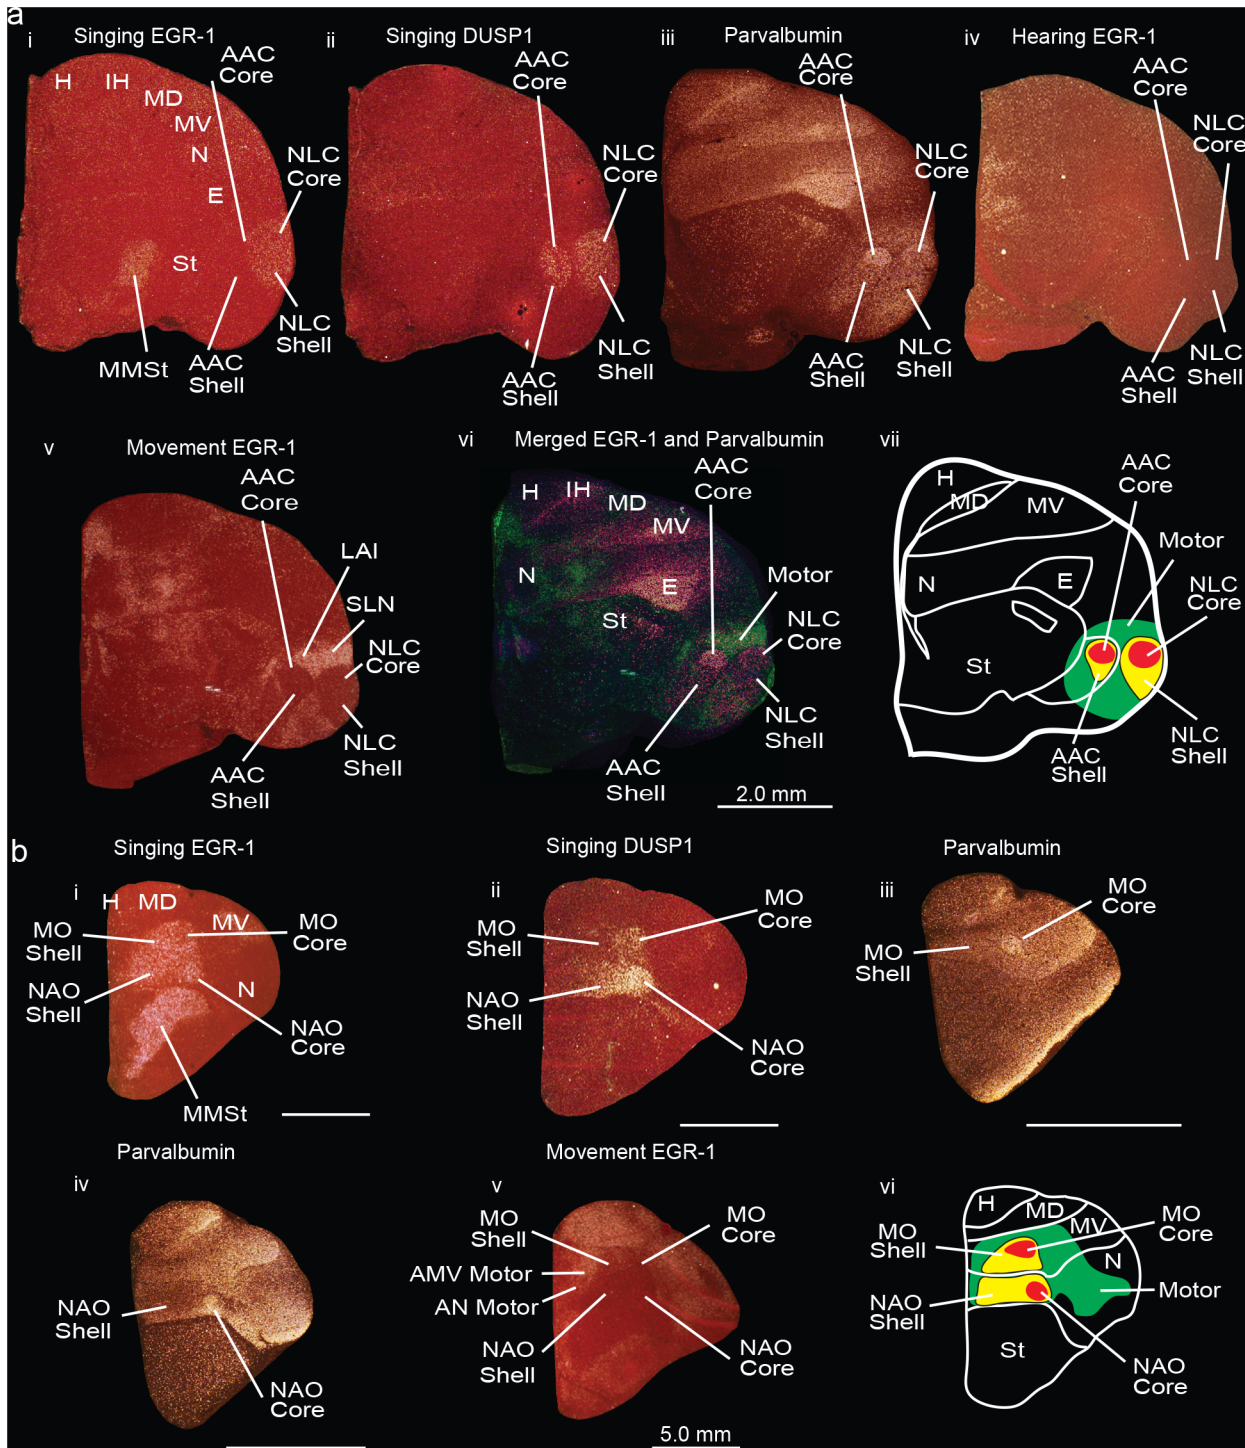 a
i
Singing EGR-1
H
IH
MD
MV
N
E
St
AAC
Core
NLC
Core
NLC
Shell
AAC
Shell
MMSt
ii
Singing DUSP1
AAC
Core
NLC
Core
NLC
Shell
AAC
Shell
iii
Parvalbumin
AAC
Core
NLC
Core
NLC
Shell
AAC
Shell
iv
Hearing EGR-1
AAC
Core
NLC
Core
NLC
Shell
AAC
Shell
v
Movement EGR-1
AAC
Core
LAI
SLN
NLC
Core
NLC
Shell
AAC
Shell
vi
Merged EGR-1 and Parvalbumin
H
IH
MD
MV
N
E
St
AAC
Core
Motor
NLC
Core
NLC
Shell
AAC
Shell
2.0 mm
vii
H
MD
MV
N
E
St
AAC
Core
Motor
NLC
Core
NLC
Shell
AAC
Shell
b
Singing EGR-1
i
H
MD
MV
N
MO
Shell
MO
Core
NAO
Shell
NAO
Core
MMSt
Singing DUSP1
ii
MO
Core
MO
Shell
NAO
Shell
NAO
Core
Parvalbumin
iii
MO
Core
MO
Shell
Parvalbumin
iv
NAO
Shell
NAO
Core
Movement EGR-1
v
MO
Shell
MO
Core
AMV Motor
AN Motor
NAO
Shell
NAO
Core
5.0 mm
vi
H
MD
MV
N
St
MO
Shell
MO
Core
NAO
Shell
Motor
NAO
Core